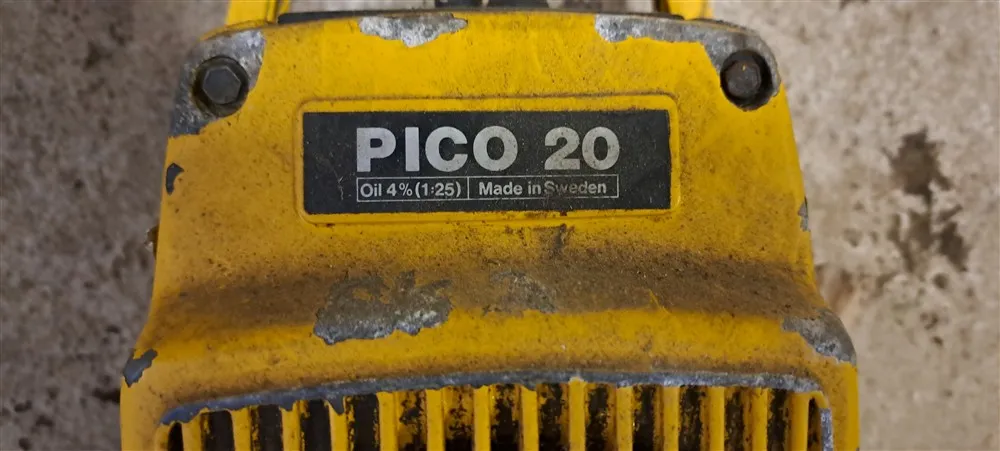 PICO 20
Oil 4% (1:25) Made in Sweden